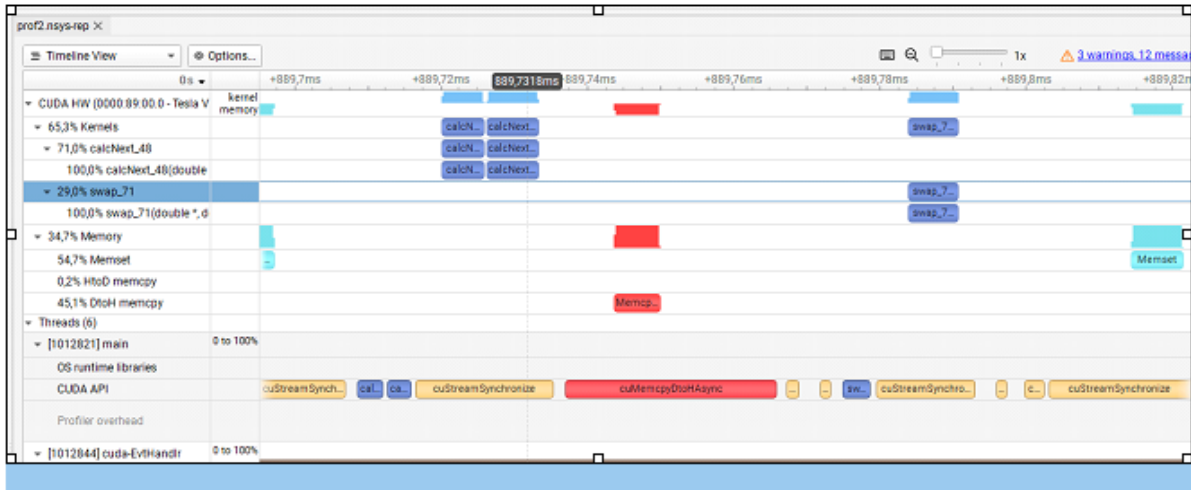 prof2.nsys-rep ×
Timeline View Options...
1x 3 warnings, 12 messa
0s +889,7ms +889,72ms 889,7318ms +889,74ms +889,76ms +889,78ms +889,8ms +889,82m
CUDA HW (0000:89:00.0 - Tesla V kernel
memory
65,3% Kernels calcN... calcNext... swap_7...
71,0% calcNext_48 calcN... calcNext...
100,0% calcNext_48(double calcN... calcNext...
29,0% swap_71 swap_7...
100,0% swap_71(double *, d swap_7...
34,7% Memory
54,7% Memset ... Memset
0,2% HtoD memcpy
45,1% DtoH memcpy Memcp...
Threads (6)
[1012821] main 0 to 100%
OS runtime libraries
CUDA API cuStreamSynch... cal... ca... cuStreamSynchronize cuMemcpyDtoHAsync ... ... sw... cuStreamSynchro... ... c... cuStreamSynchronize
Profiler overhead
[1012844] cuda-EvtHandlr 0 to 100%